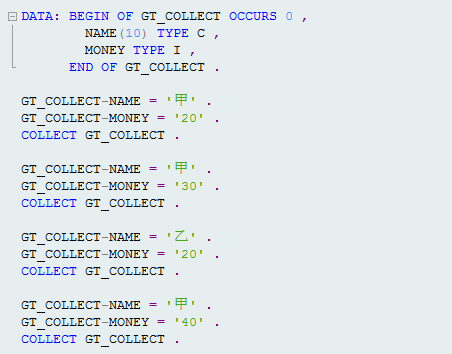 DATA: BEGIN OF GT_COLLECT OCCURS 0 ,
NAME(10) TYPE C ,
MONEY TYPE I ,
END OF GT_COLLECT .
GT_COLLECT-NAME = '甲' .
GT_COLLECT-MONEY = '20' .
COLLECT GT_COLLECT .
GT_COLLECT-NAME = '甲' .
GT_COLLECT-MONEY = '30' .
COLLECT GT_COLLECT .
GT_COLLECT-NAME = '乙' .
GT_COLLECT-MONEY = '20' .
COLLECT GT_COLLECT .
GT_COLLECT-NAME = '甲' .
GT_COLLECT-MONEY = '40' .
COLLECT GT_COLLECT .